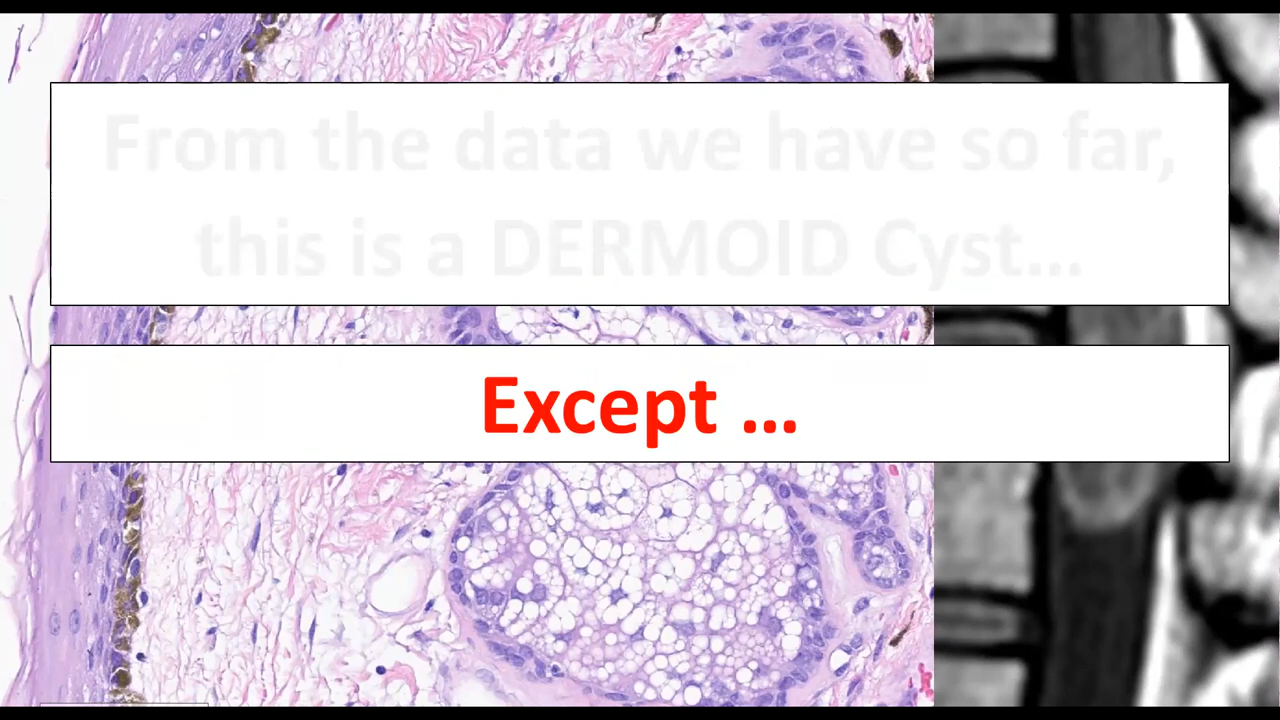 From the data we have so far,
this is a DERMOID Cyst...
Except ...